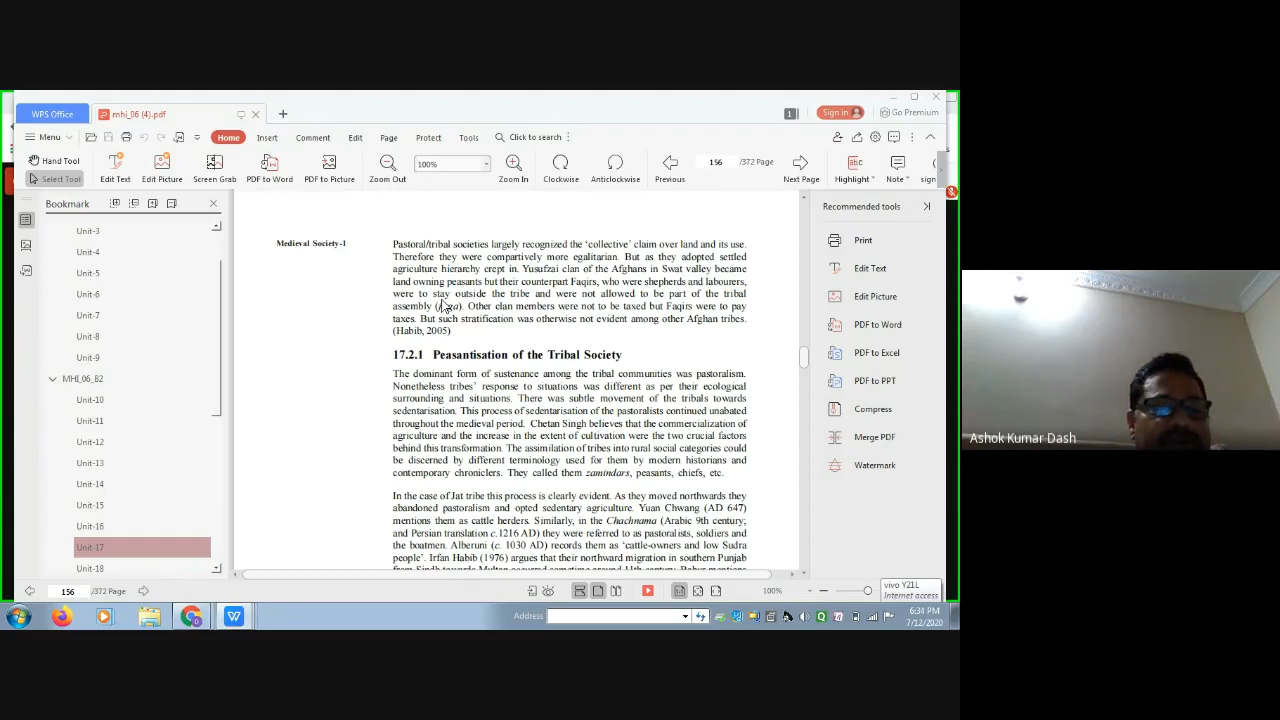 WPS Office
mhi_06 (4).pdf
1
Sign in
Go Premium
Menu
Home
Insert
Comment
Edit
Page
Protect
Tools
Click to search
Hand Tool
Select Tool
Edit Text
Edit Picture
Screen Grab
PDF to Word
PDF to Picture
Zoom Out
100%
Zoom In
Clockwise
Anticlockwise
Previous
156
/372 Page
Next Page
Highlight
Note
sign
Bookmark
Unit-3
Unit-4
Unit-5
Unit-6
Unit-7
Unit-8
Unit-9
MHI_06_B2
Unit-10
Unit-11
Unit-12
Unit-13
Unit-14
Unit-15
Unit-16
Unit-17
Unit-18
Medieval Society-1
Pastoral/tribal societies largely recognized the 'collective' claim over land and its use.
Therefore they were compartively more egalitarian. But as they adopted settled
agriculture hierarchy crept in. Yusufzai clan of the Afghans in Swat valley became
land owning peasants but their counterpart Faqirs, who were shepherds and labourers,
were to stay outside the tribe and were not allowed to be part of the tribal
assembly Other clan members were not to be taxed but Faqirs were to pay
taxes. But such stratification was otherwise not evident among other Afghan tribes.
(Habib, 2005)
17.2.1 Peasantisation of the Tribal Society
The dominant form of sustenance among the tribal communities was pastoralism.
Nonetheless tribes' response to situations was different as per their ecological
surrounding and situations. There was subtle movement of the tribals towards
sedentarisation. This process of sedentarisation of the pastoralists continued unabated
throughout the medieval period. Chetan Singh believes that the commercialization of
agriculture and the increase in the extent of cultivation were the two crucial factors
behind this transformation. The assimilation of tribes into rural social categories could
be discerned by different terminology used for them by modern historians and
contemporary chroniclers. They called them zamindars, peasants, chiefs, etc.
In the case of Jat tribe this process is clearly evident. As they moved northwards they
abandoned pastoralism and opted sedentary agriculture. Yuan Chwang (AD 647)
mentions them as cattle herders. Similarly, in the Chachnama (Arabic 9th century;
and Persian translation c.1216 AD) they were referred to as pastoralists, soldiers and
the boatmen. Alberuni (c. 1030 AD) records them as 'cattle-owners and low Sudra
people'. Irfan Habib (1976) argues that their northward migration in southern Punjab
from Sindh towards Multan occurred sometime around 11th century. Babur mentions
Recommended tools
Print
Edit Text
Edit Picture
PDF to Word
PDF to Excel
PDF to PPT
Compress
Merge PDF
Watermark
156
/372 Page
100%
vivo Y21L
Internet access
Address
6:34 PM
7/12/2020
Ashok Kumar Dash